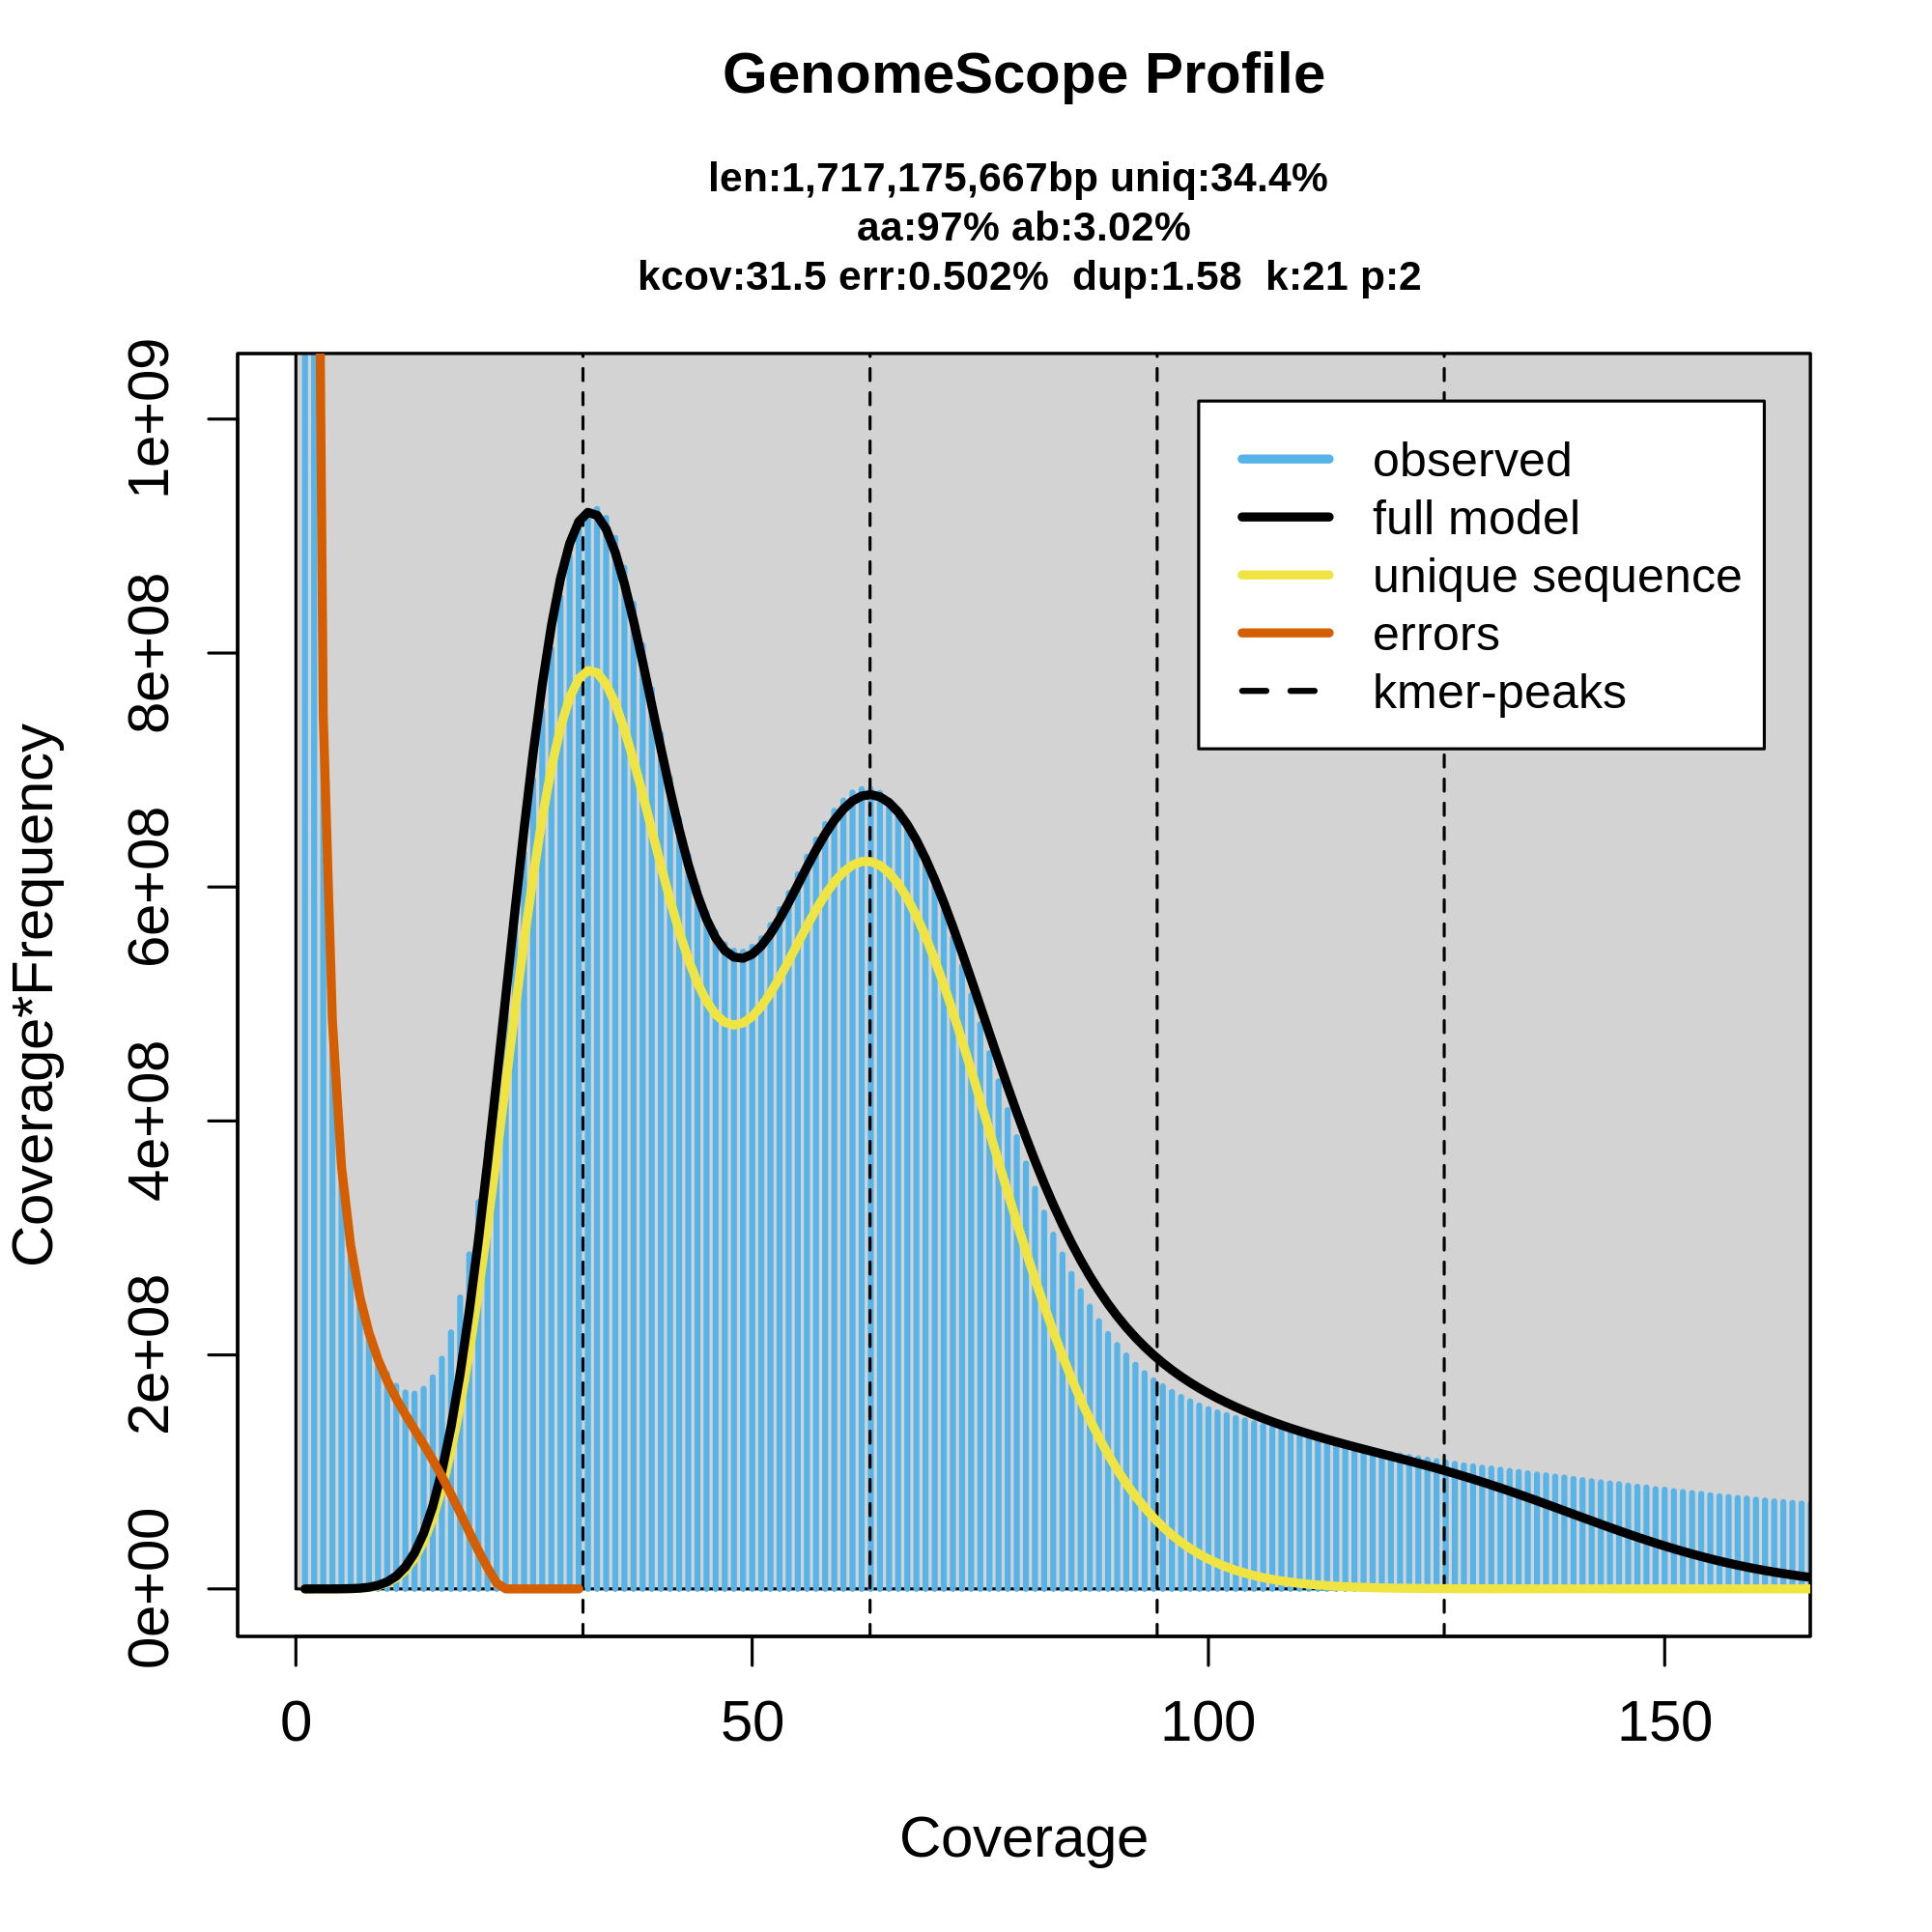 GenomeScope Profile
len:1,717,175,667bp uniq:34.4%
aa:97% ab:3.02%
kcov:31.5 err:0.502%  dup:1.58  k:21 p:2
Coverage*Frequency
1e+09
8e+08
6e+08
4e+08
2e+08
0e+00
observed
full model
unique sequence
errors
kmer-peaks
0 50 100 150
Coverage